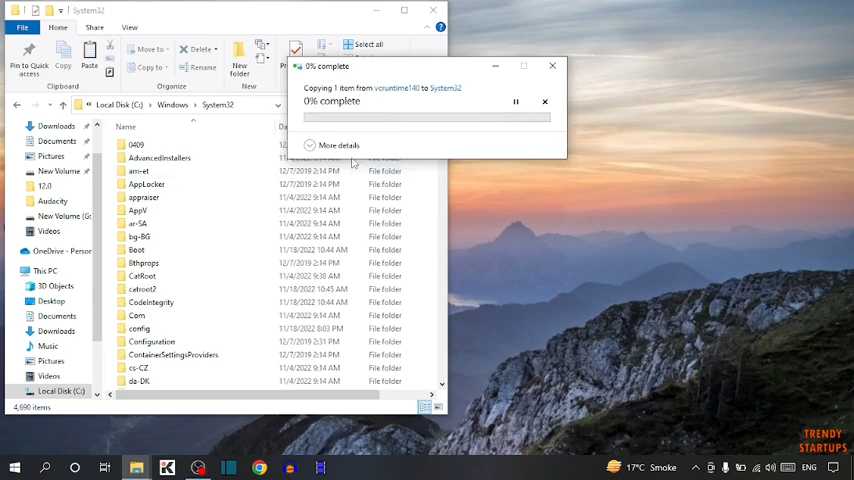 System32
File
Home
Share
View
Pin to Quick access
Copy
Paste
Move to
Copy to
Delete
Rename
New folder
Select all
Clipboard
Organize
New
0% complete
Copying 1 item from vcruntime140 to System32
0% complete
More details
« Local Disk (C:) > Windows > System32
Name
Downloads
Documents
Pictures
New Volume (
12.0
Audacity
New Volume (G:
Videos
OneDrive - Person
This PC
3D Objects
Desktop
Documents
Downloads
Music
Pictures
Videos
Local Disk (C:)
0409
AdvancedInstallers 12/7/2019 2:14 PM File folder
am-et 12/7/2019 2:14 PM File folder
AppLocker 12/7/2019 2:14 PM File folder
appraiser 11/4/2022 9:14 AM File folder
AppV 11/4/2022 9:14 AM File folder
ar-SA 11/4/2022 9:14 AM File folder
bg-BG 11/4/2022 9:14 AM File folder
Boot 11/18/2022 10:44 AM File folder
Bthprops 12/7/2019 2:14 PM File folder
CatRoot 11/4/2022 9:38 AM File folder
catroot2 11/18/2022 10:45 AM File folder
CodeIntegrity 11/18/2022 10:44 AM File folder
Com 11/4/2022 9:14 AM File folder
config 11/18/2022 8:03 PM File folder
Configuration 12/7/2019 2:31 PM File folder
ContainerSettingsProviders 12/7/2019 2:14 PM File folder
cs-CZ 11/4/2022 9:14 AM File folder
da-DK 11/4/2022 9:14 AM File folder
4,690 items
TRENDY
STARTUPS
17°C Smoke
ENG